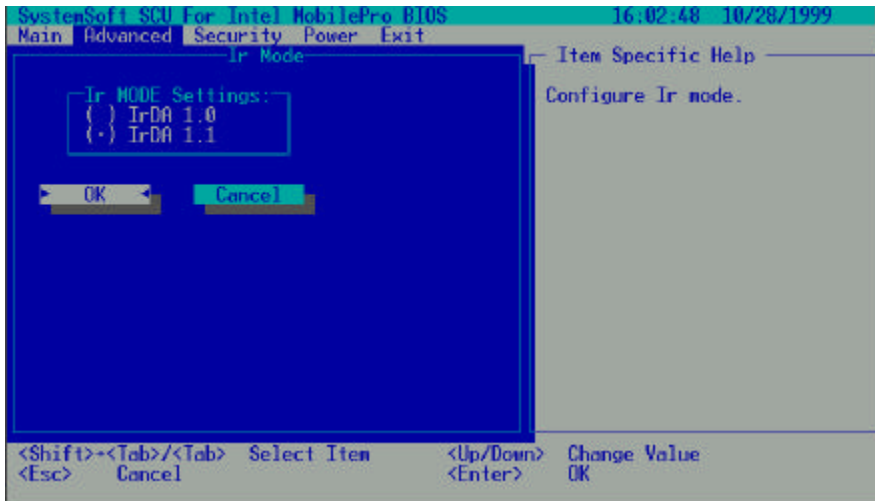 SystemSoft SCU For Intel MobilePro BIOS 16:02:48 10/28/1999
Main Advanced Security Power Exit
Ir Mode
Item Specific Help
Ir MODE Settings:
Configure Ir mode.
( ) IrDA 1.0
(·) IrDA 1.1
OK Cancel
<Shift>+<Tab>/<Tab> Select Item <Up/Down> Change Value
<Esc> Cancel <Enter> OK